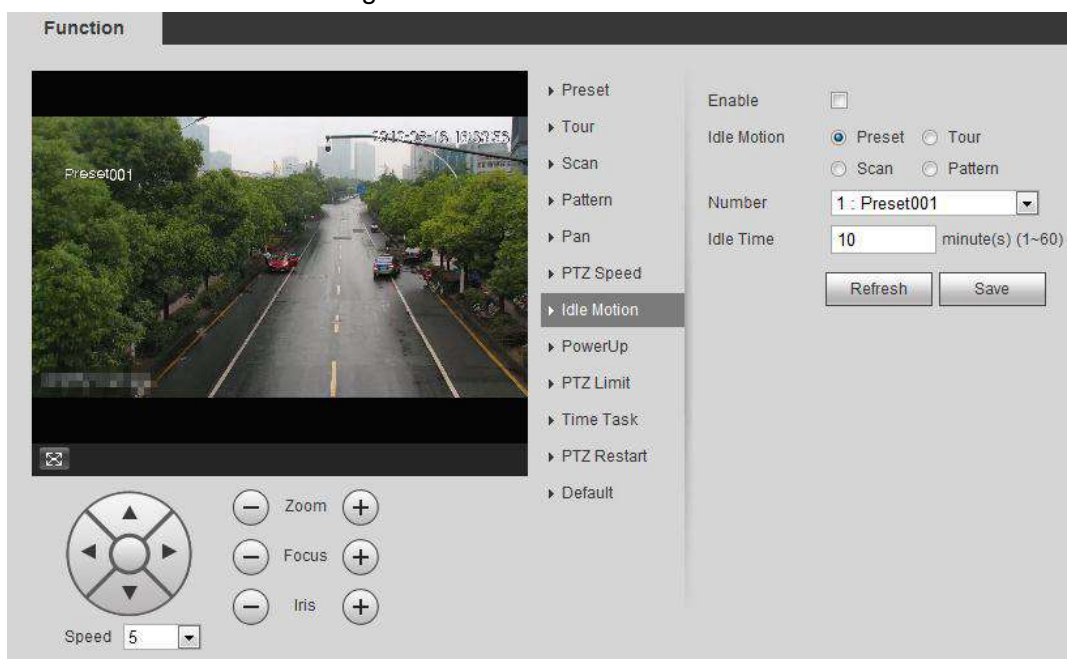 Function
Preset001
Preset
Tour
Scan
Pattern
Pan
PTZ Speed
Idle Motion
PowerUp
PTZ Limit
Time Task
PTZ Restart
Default
Enable
Idle Motion Preset Tour
Scan Pattern
Number 1 : Preset001
Idle Time 10 minute(s) (1~60)
Refresh Save
Zoom
Focus
Iris
Speed 5